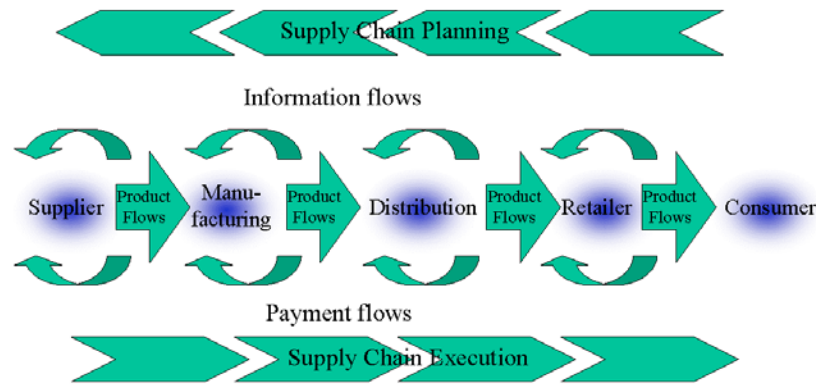 Supply Chain Planning
Information flows
Supplier
Product
Flows
Manu-
facturing
Product
Flows
Distribution
Product
Flows
Retailer
Product
Flows
Consumer
Payment flows
Supply Chain Execution